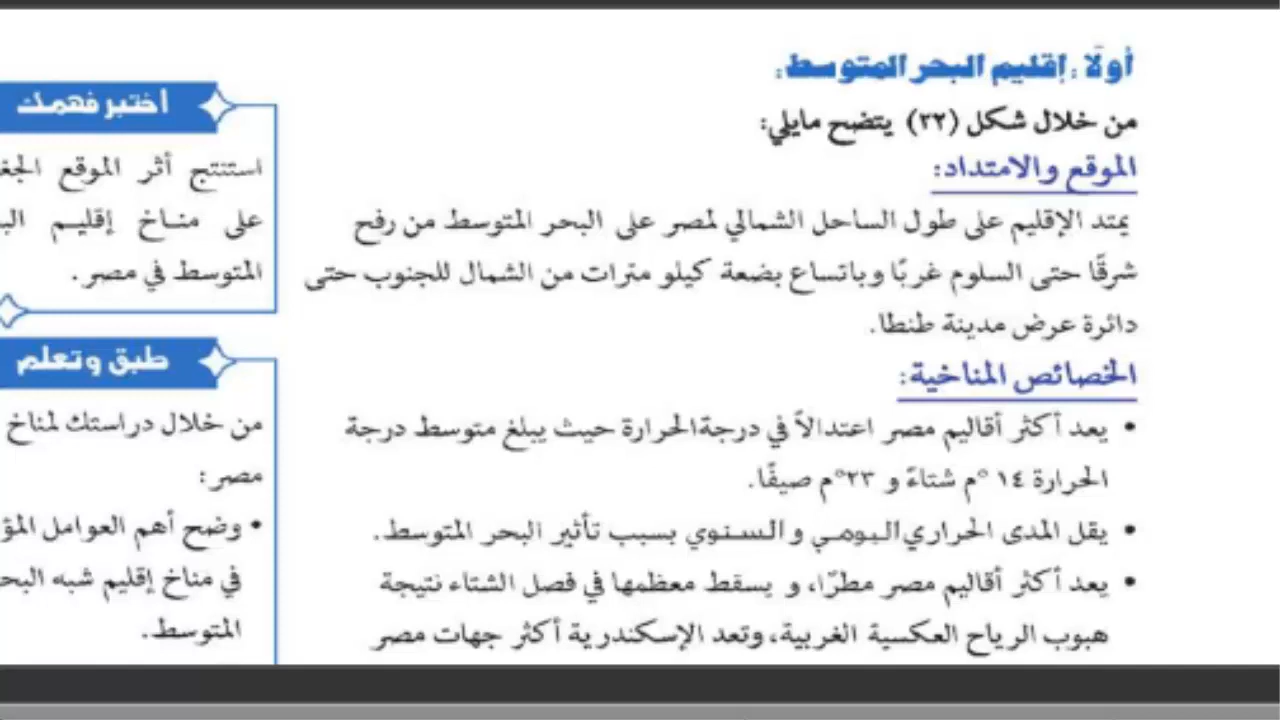 أولًا : إقليم البحر المتوسط:
من خلال شكل (٣٢) يتضح مايلي:
الموقع والامتداد:
يمتد الإقليم على طول الساحل الشمالي لمصر على البحر المتوسط من رفح
شرقًا حتى السلوم غربًا وباتساع بضعة كيلو مترات من الشمال للجنوب حتى
دائرة عرض مدينة طنطا.
الخصائص المناخية:
• يعد أكثر أقاليم مصر اعتدالاً في درجة الحرارة حيث يبلغ متوسط درجة
الحرارة ١٤ °م شتاءً و ٢٣°م صيفًا.
• يقل المدى الحراري اليومي والسنوي بسبب تأثير البحر المتوسط.
• يعد أكثر أقاليم مصر مطرًا، و يسقط معظمها في فصل الشتاء نتيجة
هبوب الرياح العكسية الغربية، وتعد الإسكندرية أكثر جهات مصر
اختبر فهمك
استنتج أثر الموقع
على مناخ إقليم
المتوسط في مصر.
طبق وتعلم
من خلال دراستك لمناخ
مصر:
• وضح أهم العوامل
في مناخ إقليم شبه
المتوسط.